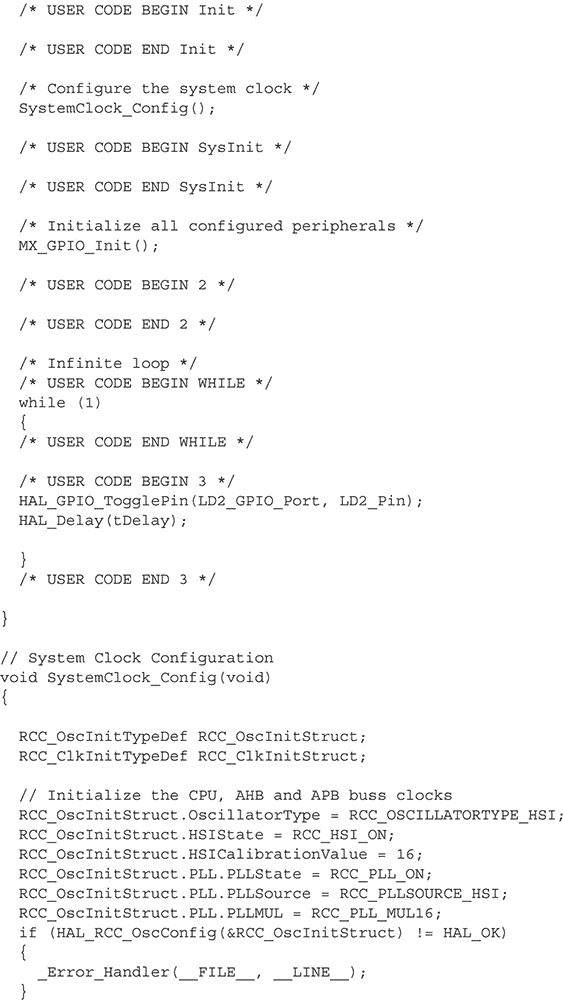 /* USER CODE BEGIN Init */
/* USER CODE END Init */
/* Configure the system clock */
SystemClock_Config();
/* USER CODE BEGIN SysInit */
/* USER CODE END SysInit */
/* Initialize all configured peripherals */
MX_GPIO_Init();
/* USER CODE BEGIN 2 */
/* USER CODE END 2 */
/* Infinite loop */
/* USER CODE BEGIN WHILE */
while (1)
{
/* USER CODE END WHILE */
/* USER CODE BEGIN 3 */
HAL_GPIO_TogglePin(LD2_GPIO_Port, LD2_Pin);
HAL_Delay(tDelay);
}
/* USER CODE END 3 */
}
// System Clock Configuration
void SystemClock_Config(void)
{
RCC_OscInitTypeDef RCC_OscInitStruct;
RCC_ClkInitTypeDef RCC_ClkInitStruct;
// Initialize the CPU, AHB and APB buss clocks
RCC_OscInitStruct.OscillatorType = RCC_OSCILLATORTYPE_HSI;
RCC_OscInitStruct.HSIState = RCC_HSI_ON;
RCC_OscInitStruct.HSICalibrationValue = 16;
RCC_OscInitStruct.PLL.PLLState = RCC_PLL_ON;
RCC_OscInitStruct.PLL.PLLSource = RCC_PLLSOURCE_HSI;
RCC_OscInitStruct.PLL.PLLMUL = RCC_PLL_MUL16;
if (HAL_RCC_OscConfig(&RCC_OscInitStruct) != HAL_OK)
{
_Error_Handler(__FILE__, __LINE__);
}